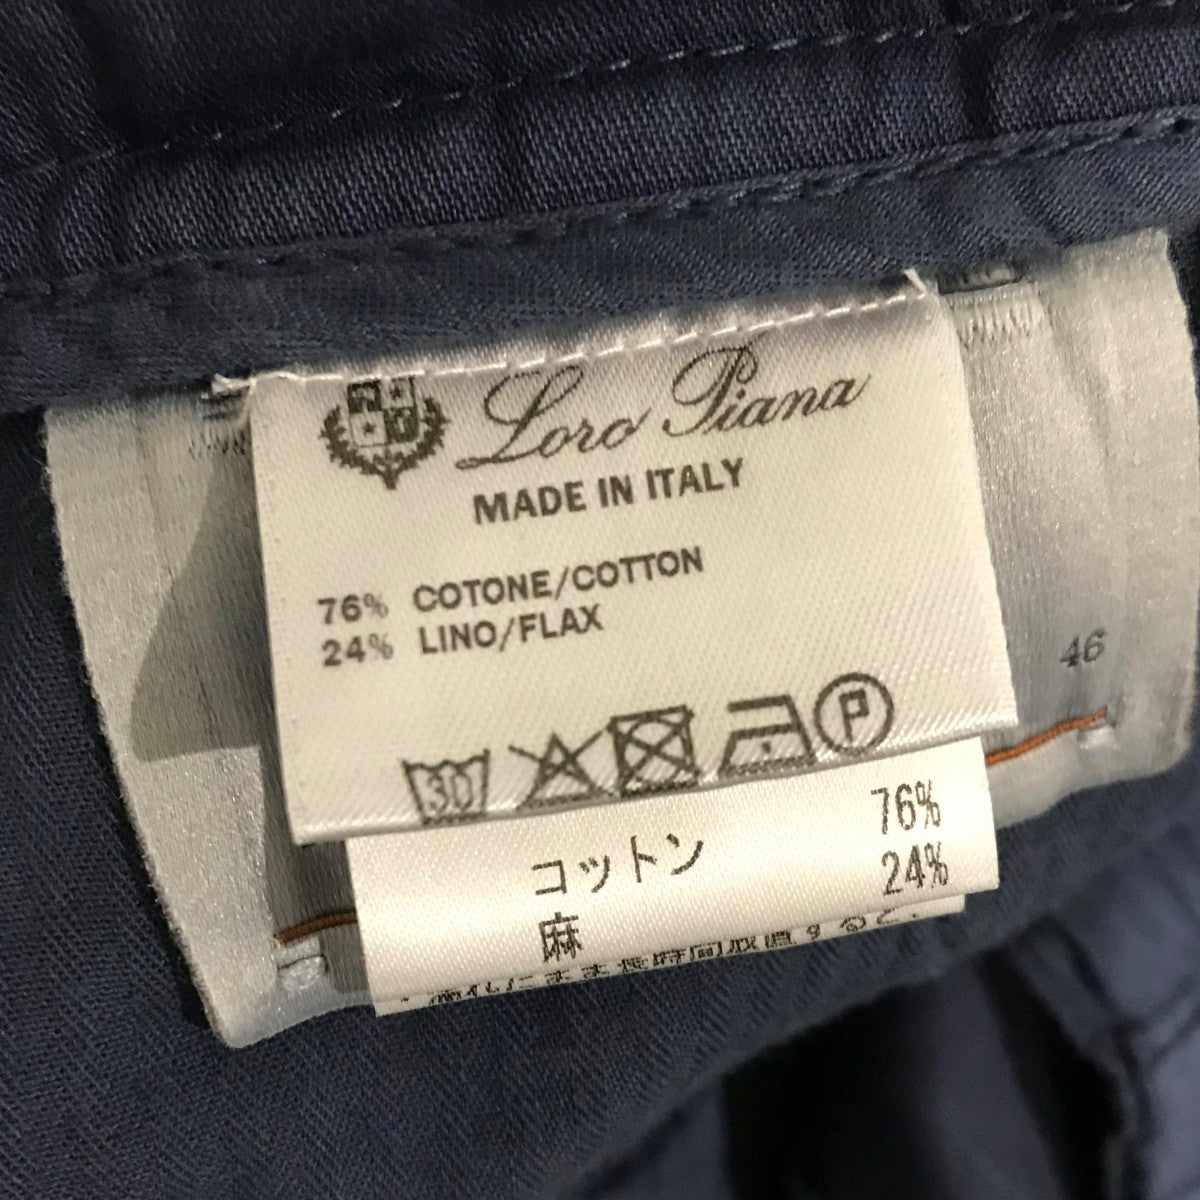 Loro Piana
MADE IN ITALY
76% COTONE/COTTON
24% LINO/FLAX
46
30
P
コットン 76%
麻 24%